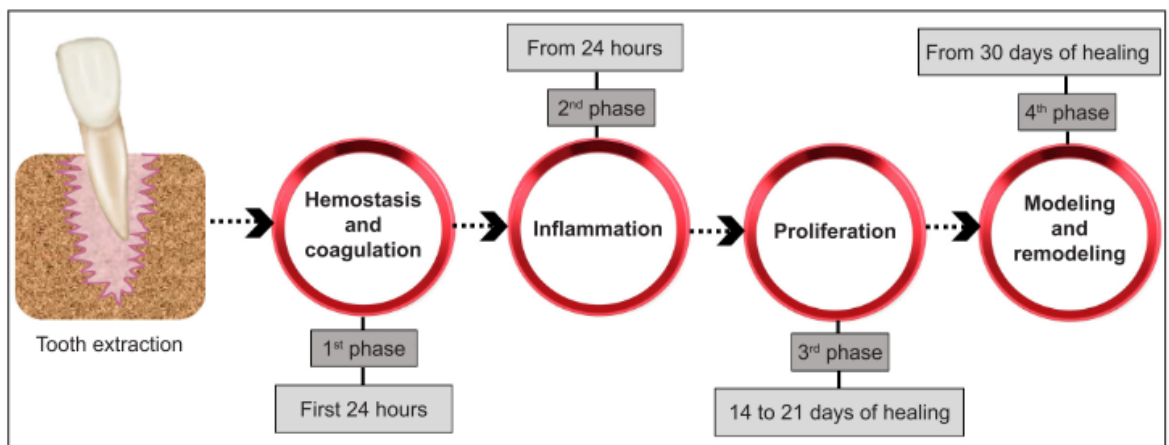 Tooth extraction
Hemostasis
and
coagulation
1st phase
First 24 hours
From 24 hours
2nd phase
Inflammation
Proliferation
3rd phase
14 to 21 days of healing
From 30 days of healing
4th phase
Modeling
and
remodeling